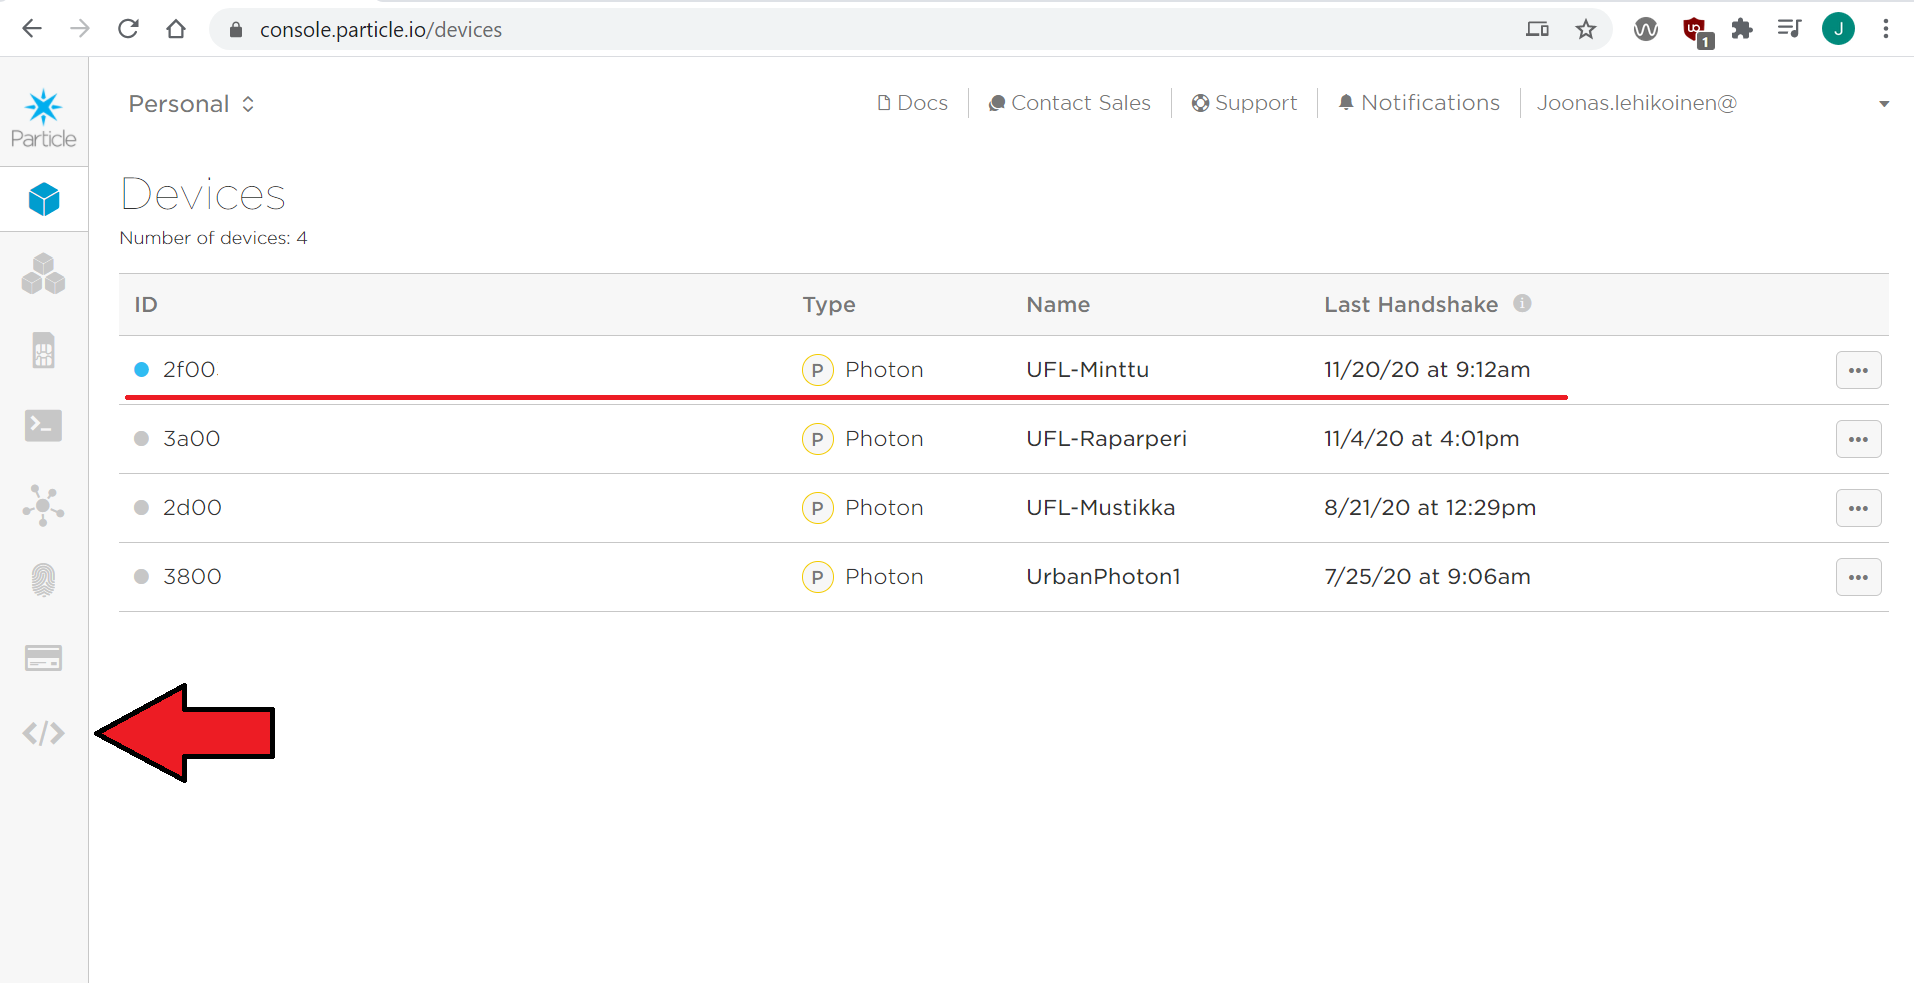 console.particle.io/devices
1
J
Particle
Personal
Docs
Contact Sales
Support
Notifications
Joonas.lehikoinen@
Devices
Number of devices: 4
ID Type Name Last Handshake
2f00 P Photon UFL-Minttu 11/20/20 at 9:12am
3a00 P Photon UFL-Raparperi 11/4/20 at 4:01pm
2d00 P Photon UFL-Mustikka 8/21/20 at 12:29pm
3800 P Photon UrbanPhoton1 7/25/20 at 9:06am